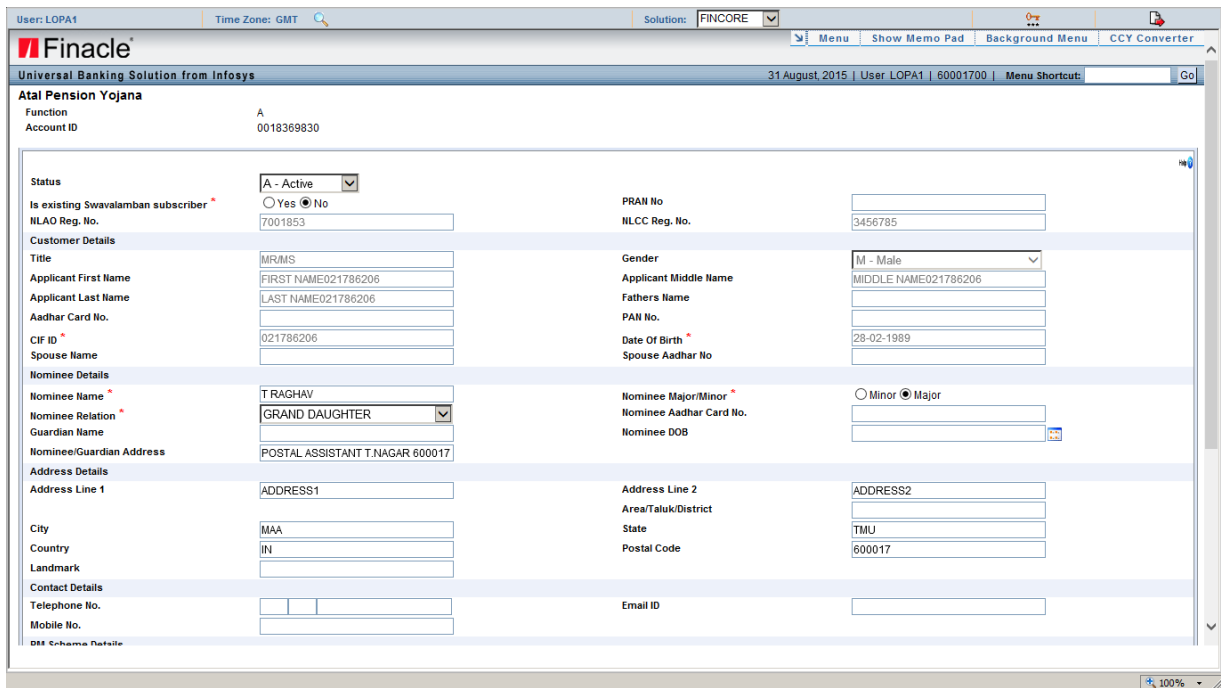 User: LOPA1 Time Zone: GMT Solution: FINCORE
Finacle
Menu Show Memo Pad Background Menu CCY Converter
Universal Banking Solution from Infosys 31 August, 2015 | User LOPA1 | 60001700 | Menu Shortcut: Go
Atal Pension Yojana
Function A
Account ID 0018369830
Status A - Active
Is existing Swavalamban subscriber * Yes No PRAN No
NLAO Reg. No. 7001853 NLCC Reg. No. 3456785
Customer Details
Title MR/MS Gender M - Male
Applicant First Name FIRST NAME021786206 Applicant Middle Name MIDDLE NAME021786206
Applicant Last Name LAST NAME021786206 Fathers Name
Aadhar Card No. PAN No.
CIF ID * 021786206 Date Of Birth * 28-02-1989
Spouse Name Spouse Aadhar No
Nominee Details
Nominee Name * T RAGHAV Nominee Major/Minor * Minor Major
Nominee Relation * GRAND DAUGHTER Nominee Aadhar Card No.
Guardian Name Nominee DOB
Nominee/Guardian Address POSTAL ASSISTANT T.NAGAR 600017
Address Details
Address Line 1 ADDRESS1 Address Line 2 ADDRESS2
Area/Taluk/District
City MAA State TMU
Country IN Postal Code 600017
Landmark
Contact Details
Telephone No. Email ID
Mobile No.
PM Scheme Details
100%